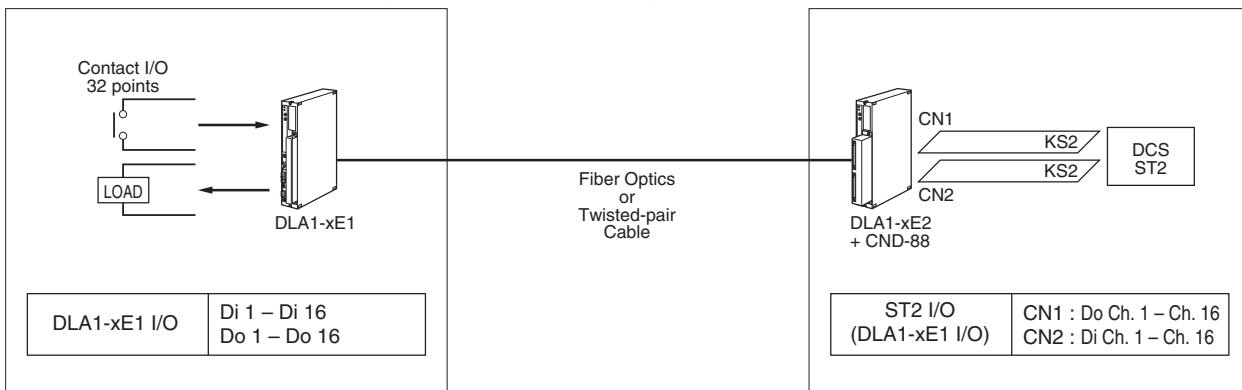 Contact I/O
32 points
LOAD
DLA1-xE1
Fiber Optics
or
Twisted-pair
Cable
CN1
KS2
KS2
CN2
DCS
ST2
DLA1-xE2
+ CND-88
DLA1-xE1 I/O
Di 1 – Di 16
Do 1 – Do 16
ST2 I/O
(DLA1-xE1 I/O)
CN1 : Do Ch. 1 – Ch. 16
CN2 : Di Ch. 1 – Ch. 16